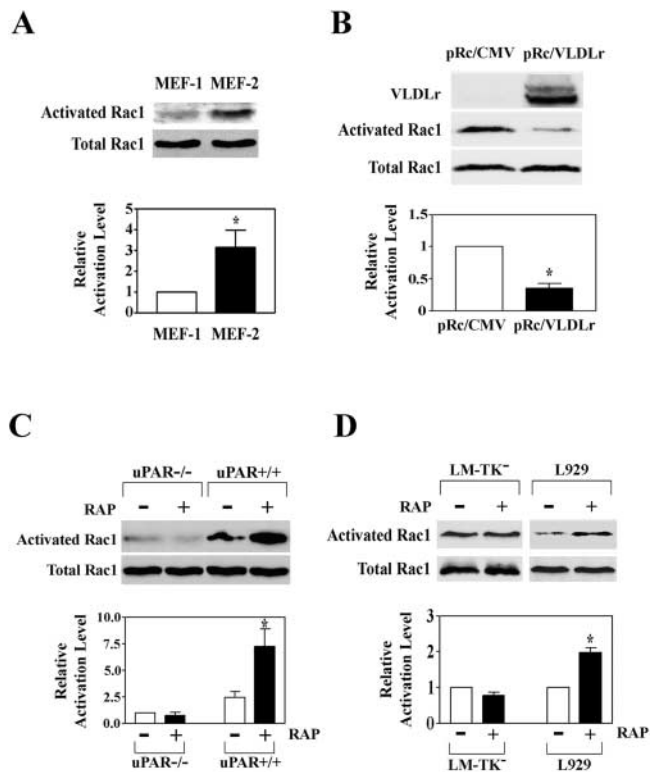 A
MEF-1 MEF-2
Activated Rac1
Total Rac1
Relative
Activation Level
5
4
3
2
1
0
*
MEF-1 MEF-2
B
pRc/CMV pRc/VLDLr
VLDLr
Activated Rac1
Total Rac1
Relative
Activation Level
1
0.5
0
*
pRc/CMV pRc/VLDLr
C
uPAR-/- uPAR+/+
RAP - + - +
Activated Rac1
Total Rac1
Relative
Activation Level
10.0
7.5
5.0
2.5
0.0
*
- + - + RAP
uPAR-/- uPAR+/+
D
LM-TK⁻ L929
RAP - + - +
Activated Rac1
Total Rac1
Relative
Activation Level
3
2
1
0
*
- + - + RAP
LM-TK⁻ L929